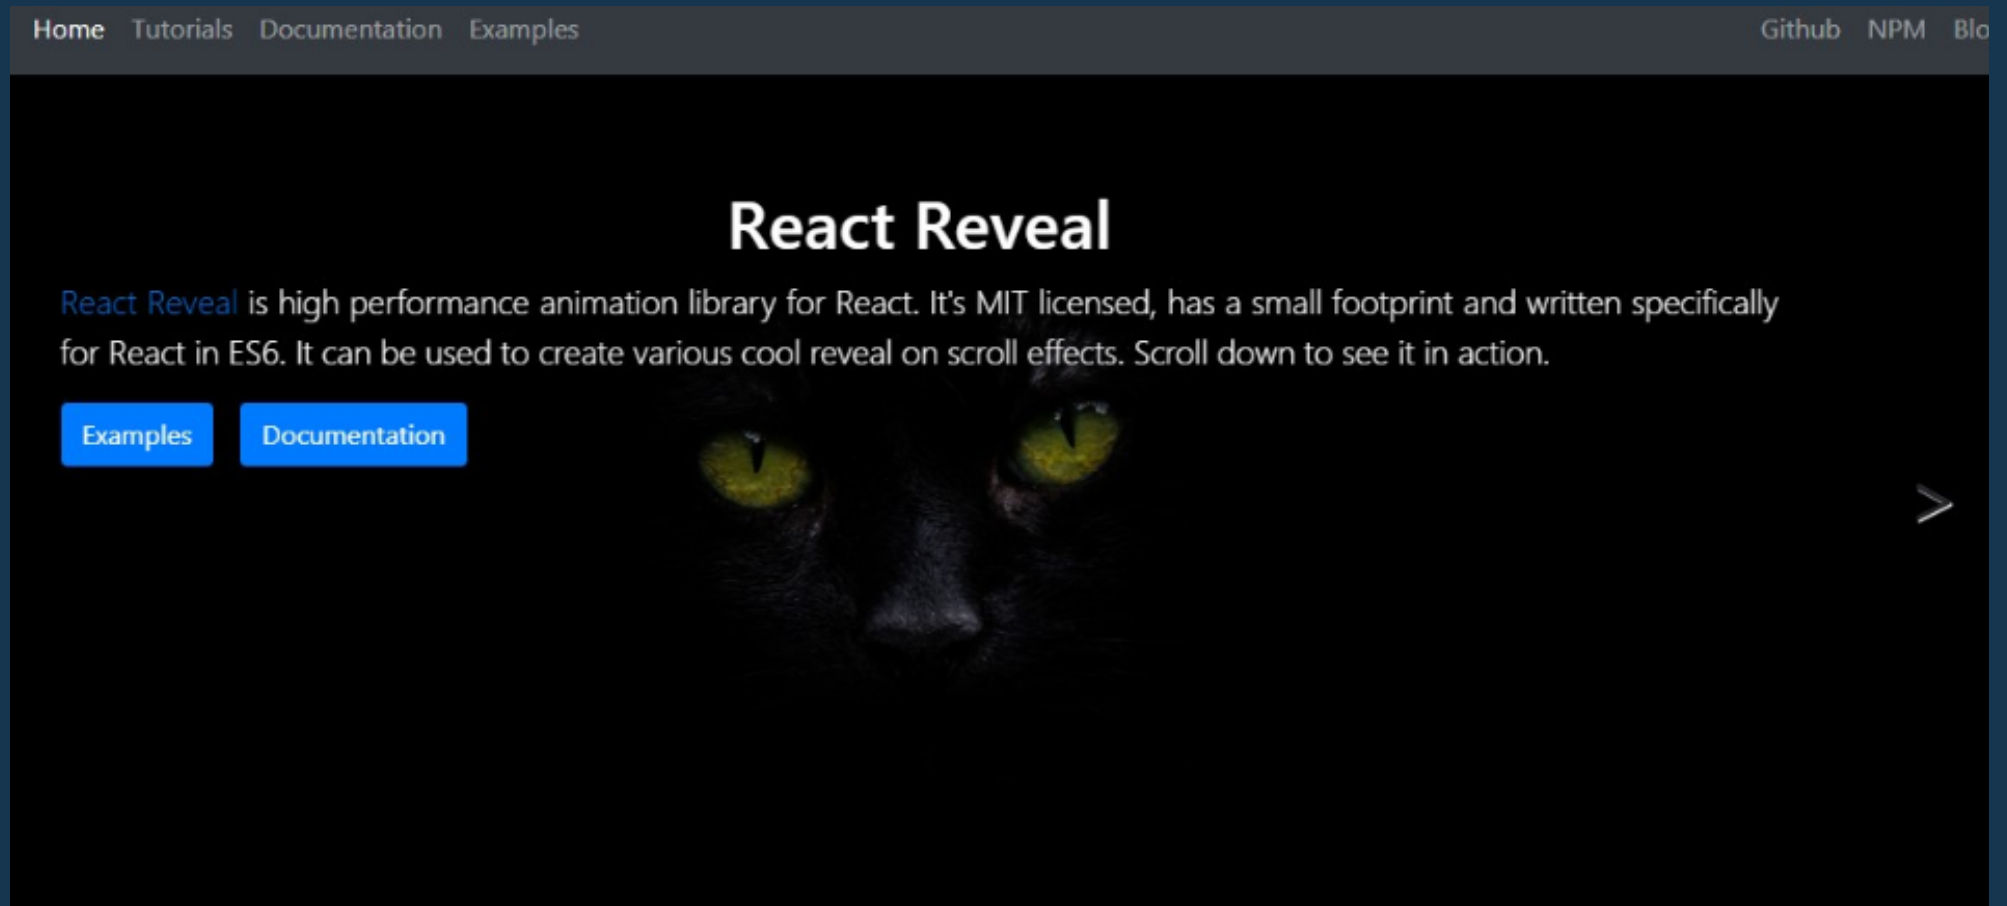 Home Tutorials Documentation Examples Github NPM
React Reveal
React Reveal is high performance animation library for React. It's MIT licensed, has a small footprint and written specifically
for React in ES6. It can be used to create various cool reveal on scroll effects. Scroll down to see it in action.
Examples Documentation
>